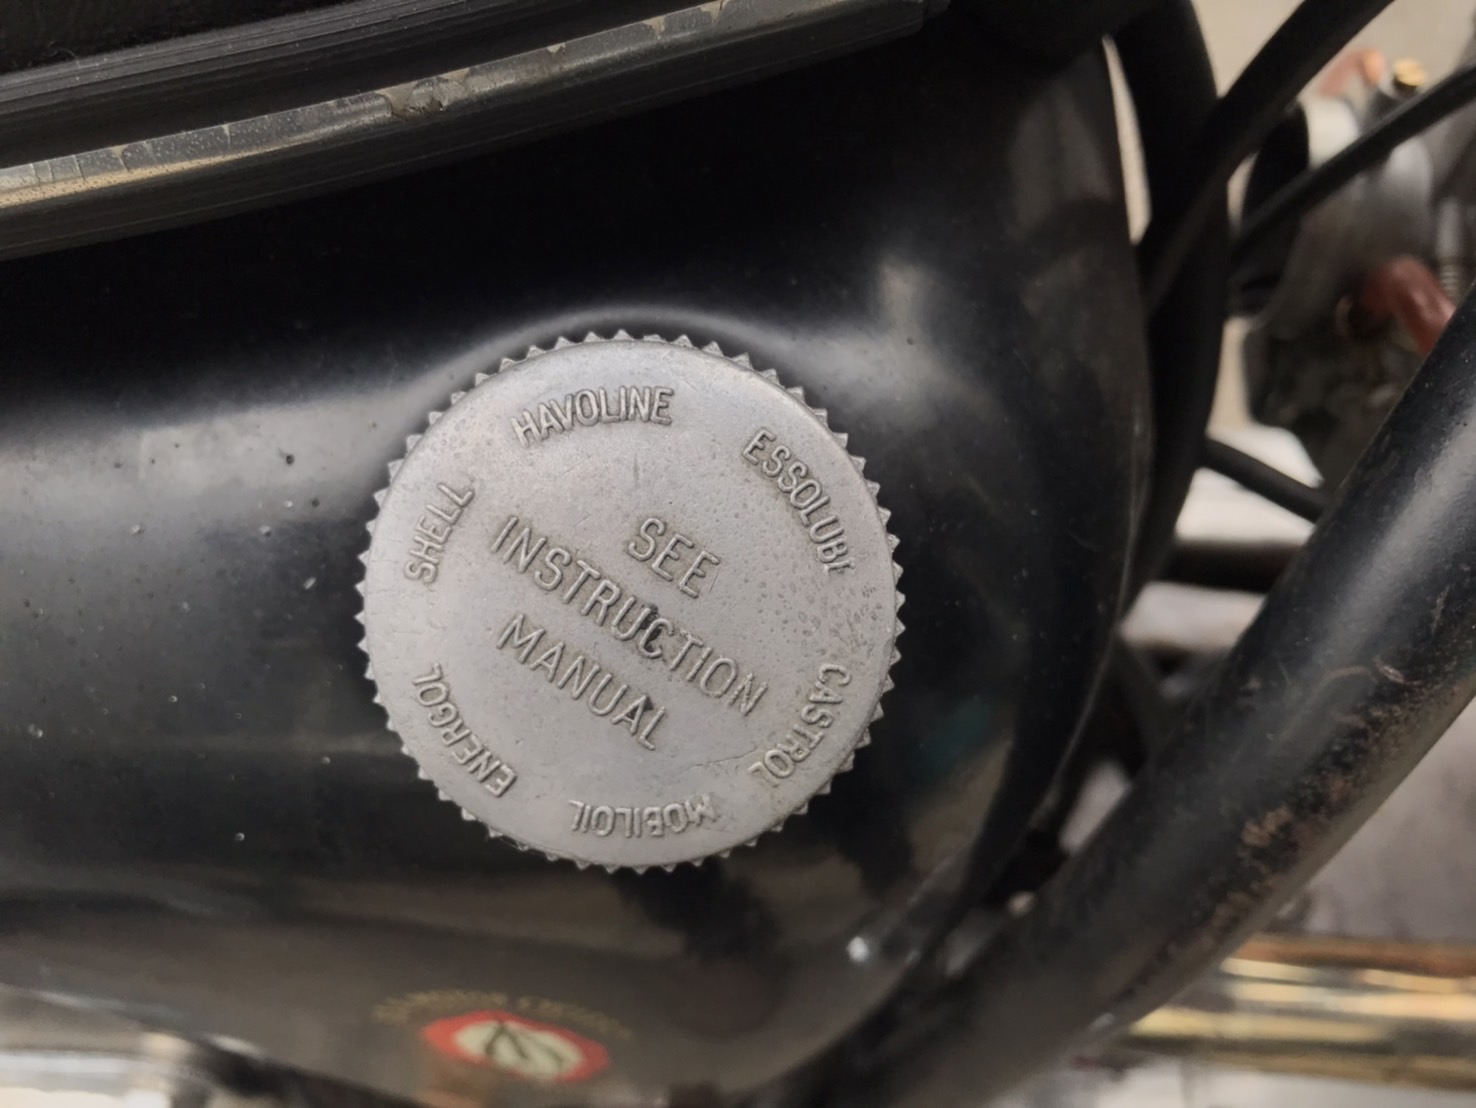 HAVOLINE
ESSOLUBE
CASTROL
MOBILOIL
ENERGOL
SHELL
SEE
INSTRUCTION
MANUAL